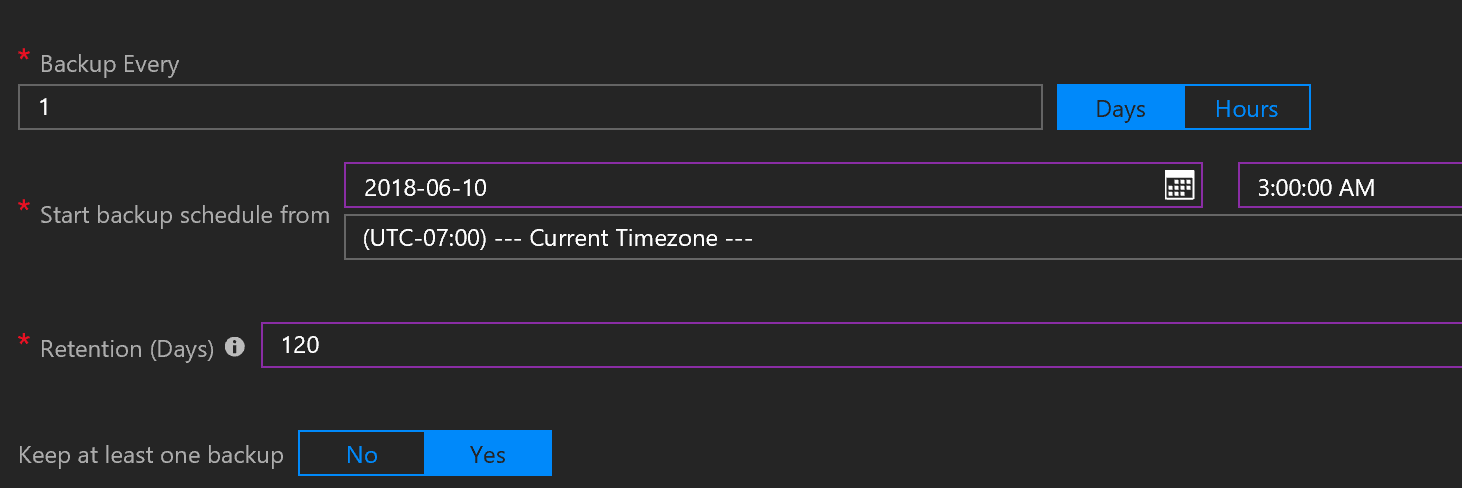 * Backup Every
1
Days Hours
2018-06-10 3:00:00 AM
* Start backup schedule from
(UTC-07:00) --- Current Timezone ---
* Retention (Days) 120
Keep at least one backup No Yes